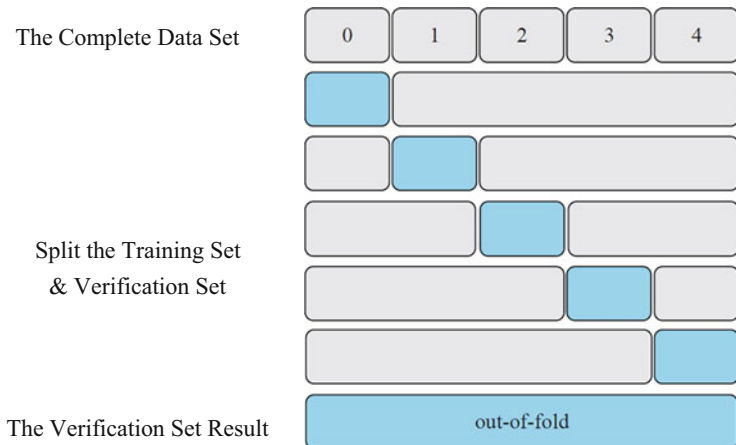 The Complete Data Set
0 1 2 3 4
Split the Training Set
& Verification Set
The Verification Set Result
out-of-fold